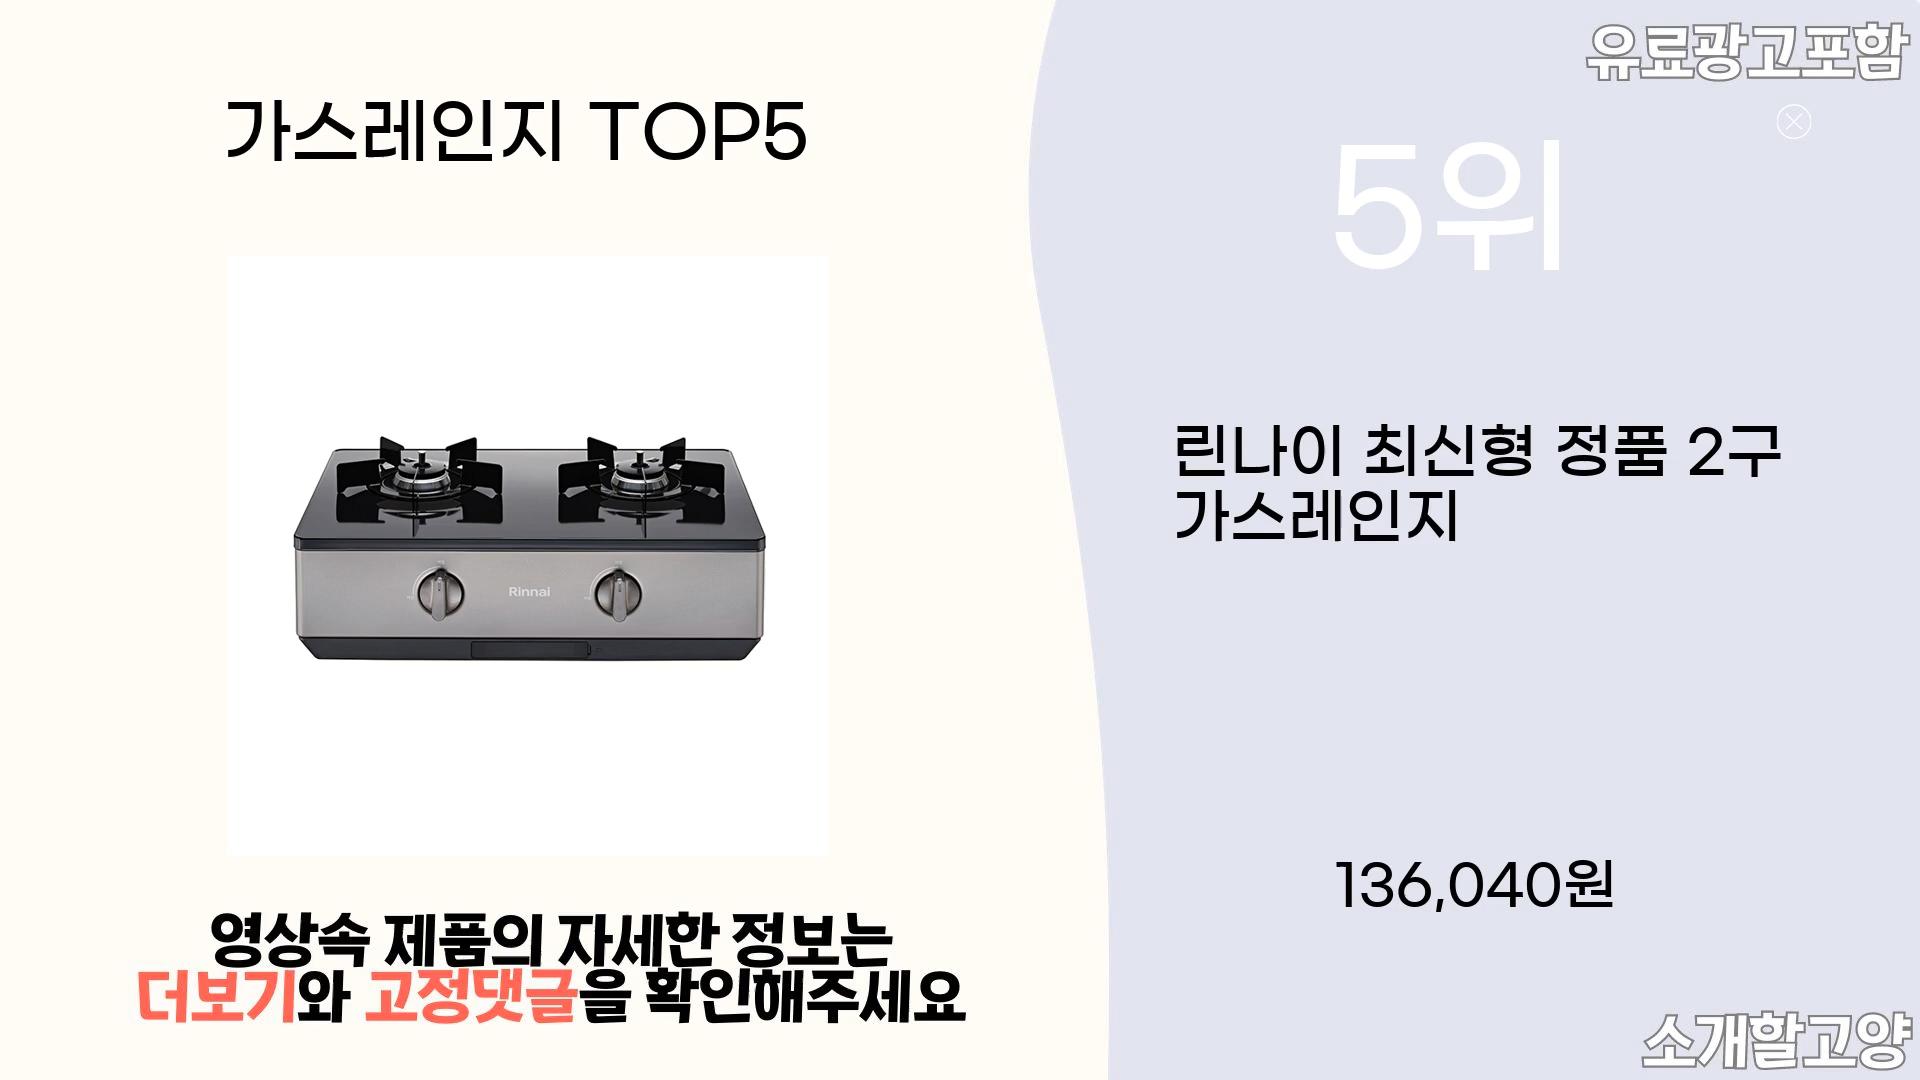 유료광고포함
가스레인지 TOP5
5위
Rinnai
린나이 최신형 정품 2구
가스레인지
136,040원
영상속 제품의 자세한 정보는
더보기와 고정댓글을 확인해주세요
소개할고양